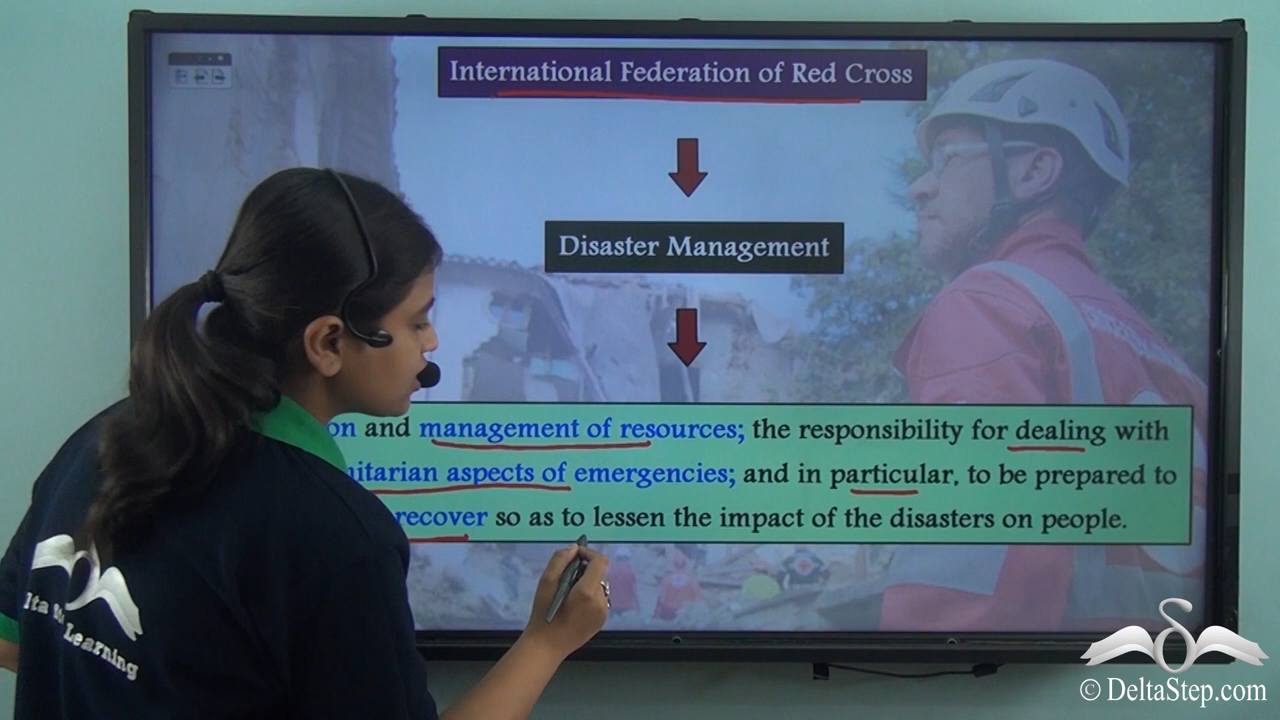 International Federation of Red Cross
Disaster Management
on and management of resources; the responsibility for dealing with
nitarian aspects of emergencies; and in particular, to be prepared to
recover so as to lessen the impact of the disasters on people.
Learning
© DeltaStep.com